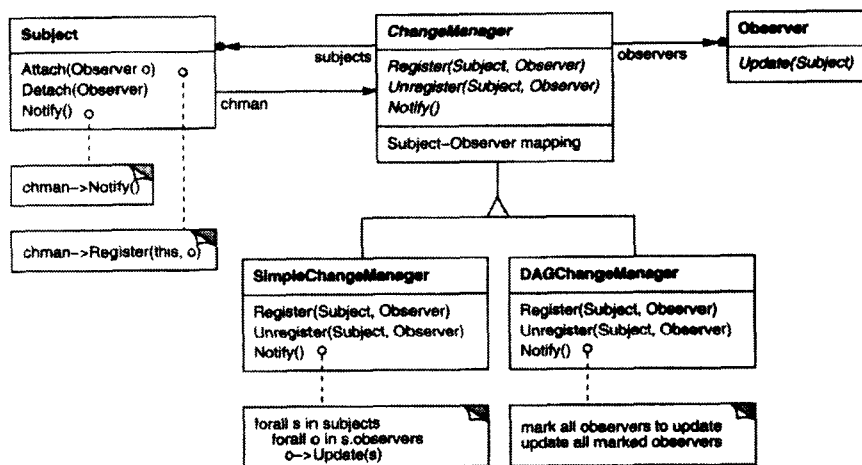 Subject
Attach(Observer o)
Detach(Observer)
Notify()
chman->Notify()
chman->Register(this, o)
subjects
chman
ChangeManager
Register(Subject, Observer)
Unregister(Subject, Observer)
Notify()
Subject-Observer mapping
observers
Observer
Update(Subject)
SimpleChangeManager
Register(Subject, Observer)
Unregister(Subject, Observer)
Notify()
forall s in subjects
forall o in s.observers
o->Update(s)
DAGChangeManager
Register(Subject, Observer)
Unregister(Subject, Observer)
Notify()
mark all observers to update
update all marked observers